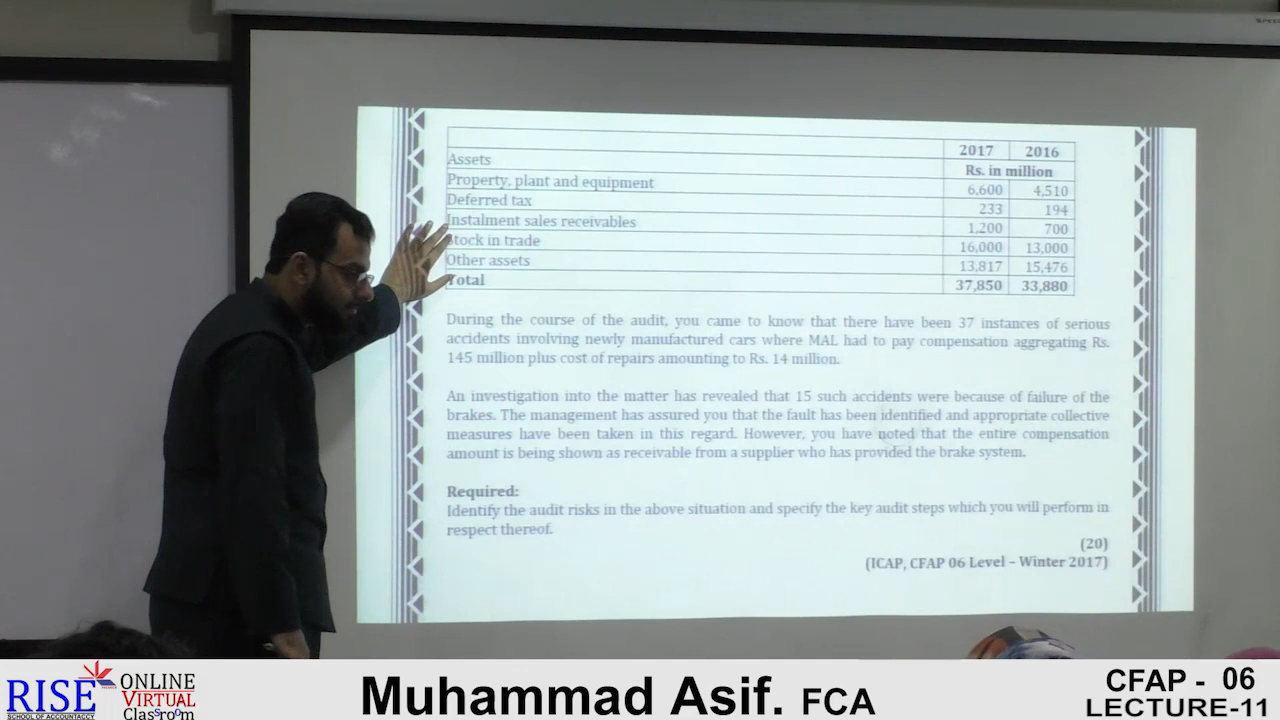 2017 2016
Assets Rs. in million
Property, plant and equipment 6,600 4,510
Deferred tax 233 194
Instalment sales receivables 1,200 700
stock in trade 16,000 13,000
Other assets 13,817 15,476
Total 37,850 33,880
During the course of the audit, you came to know that there have been 37 instances of serious
accidents involving newly manufactured cars where MAL had to pay compensation aggregating Rs.
145 million plus cost of repairs amounting to Rs. 14 million.
An investigation into the matter has revealed that 15 such accidents were because of failure of the
brakes. The management has assured you that the fault has been identified and appropriate collective
measures have been taken in this regard. However, you have noted that the entire compensation
amount is being shown as receivable from a supplier who has provided the brake system.
Required:
Identify the audit risks in the above situation and specify the key audit steps which you will perform in
respect thereof.
(20)
(ICAP, CFAP 06 Level – Winter 2017)
RISE
SCHOOL OF ACCOUNTACY
ONLINE
VIRTUAL
ClasSrOom
Muhammad Asif. FCA
CFAP - 06
LECTURE-11